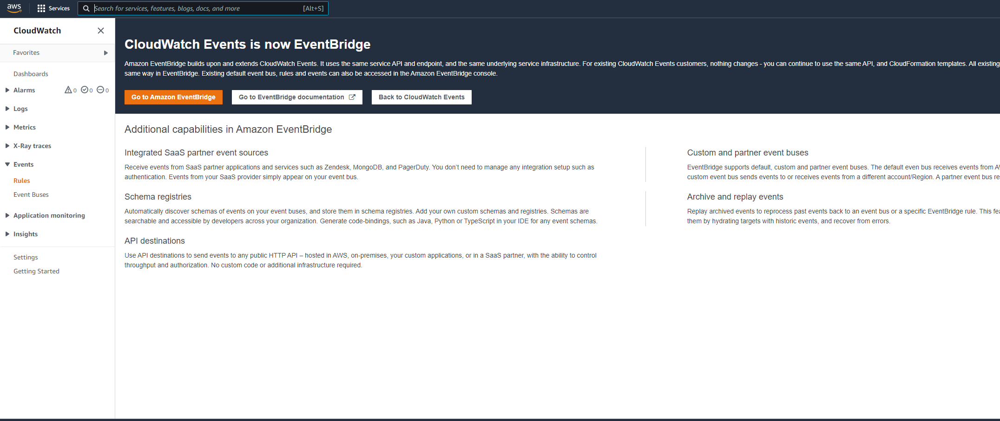 aws
Services
Search for services, features, blogs, docs, and more
[Alt+S]
CloudWatch
Favorites
Dashboards
Alarms 0 0 0
Logs
Metrics
X-Ray traces
Events
Rules
Event Buses
Application monitoring
Insights
Settings
Getting Started
CloudWatch Events is now EventBridge
Amazon EventBridge builds upon and extends CloudWatch Events. It uses the same service API and endpoint, and the same underlying service infrastructure. For existing CloudWatch Events customers, nothing changes - you can continue to use the same API, and CloudFormation templates. All existing
same way in EventBridge. Existing default event bus, rules and events can also be accessed in the Amazon EventBridge console.
Go to Amazon EventBridge
Go to EventBridge documentation
Back to CloudWatch Events
Additional capabilities in Amazon EventBridge
Integrated SaaS partner event sources
Receive events from SaaS partner applications and services such as Zendesk, MongoDB, and PagerDuty. You don’t need to manage any integration setup such as
authentication. Events from your SaaS provider simply appear on your event bus.
Custom and partner event buses
EventBridge supports default, custom and partner event buses. The default even bus receives events from
custom event bus sends events to or receives events from a different account/Region. A partner event bus re
Schema registries
Automatically discover schemas of events on your event buses, and store them in schema registries. Add your own custom schemas and registries. Schemas are
searchable and accessible by developers across your organization. Generate code-bindings, such as Java, Python or TypeScript in your IDE for any event schemas.
Archive and replay events
Replay archived events to reprocess past events back to an event bus or a specific EventBridge rule. This fea
them by hydrating targets with historic events, and recover from errors.
API destinations
Use API destinations to send events to any public HTTP API – hosted in AWS, on-premises, your custom applications, or in a SaaS partner, with the ability to control
throughput and authorization. No custom code or additional infrastructure required.